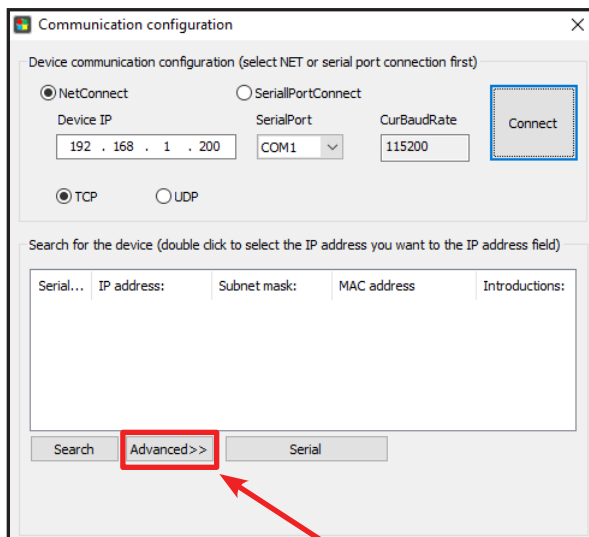 Communication configuration
Device communication configuration (select NET or serial port connection first)
NetConnect SeriallPortConnect
Device IP SerialPort CurBaudRate Connect
192 . 168 . 1 . 200 COM1 115200
TCP UDP
Search for the device (double click to select the IP address you want to the IP address field)
Serial... IP address: Subnet mask: MAC address Introductions:
Search Advanced>> Serial